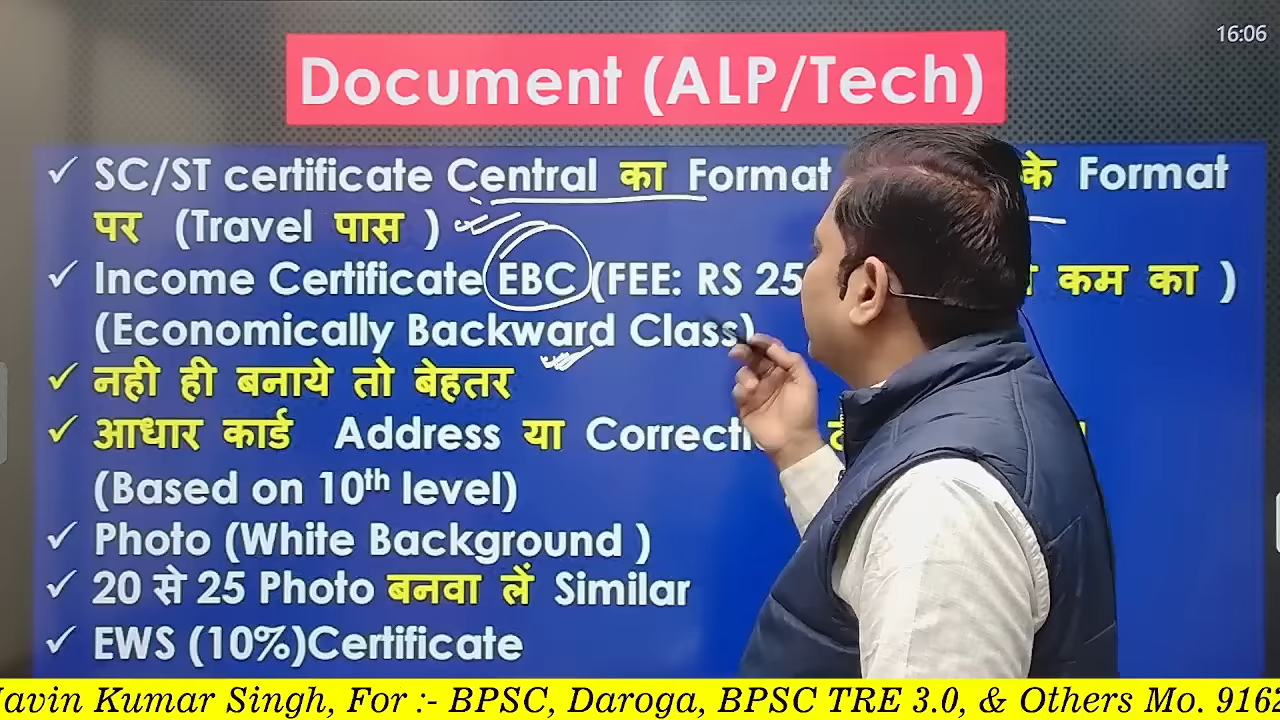 16:06
Document (ALP/Tech)
✓ SC/ST certificate Central का Format के Format
पर (Travel पास )
✓ Income Certificate EBC (FEE: RS 25 कम का )
(Economically Backward Class)
✓ नही ही बनाये तो बेहतर
✓ आधार कार्ड Address या
(Based on 10th level)
✓ Photo (White Background )
✓ 20 से 25 Photo बनवा लें Similar
✓ EWS (10%)Certificate
Kumar Singh, For :- BPSC, Daroga, BPSC TRE 3.0, & Others Mo. 9162